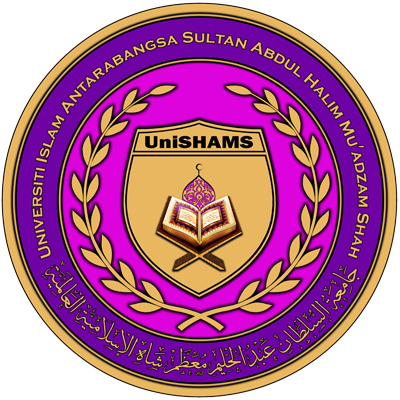 UNIVERSITI ISLAM ANTARABANGSA SULTAN ABDUL HALIM MU'ADZAM SHAH
UniSHAMS
جامعة السلطان عبد الحليم معظم شاه الإسلامية العالمية